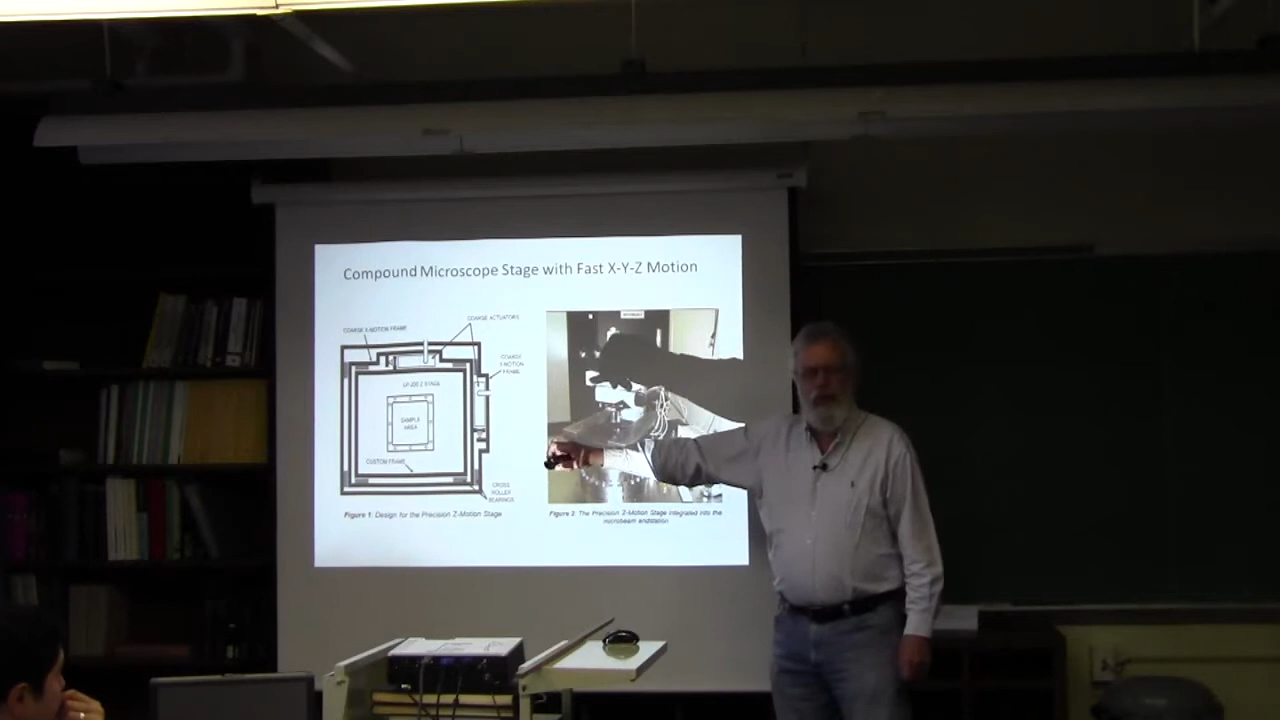 Compound Microscope Stage with Fast X-Y-Z Motion
COARSE ACTUATORS
COARSE X-MOTION FRAME
COARSE
Y-MOTION
FRAME
SAMPLE
AREA
CUSTOM FRAME
CROSS
ROLLER
BEARINGS
Figure 1: Design for the Precision Z-Motion Stage
Figure 2: The Precision Z-Motion Stage integrated into the
microbeam endstation